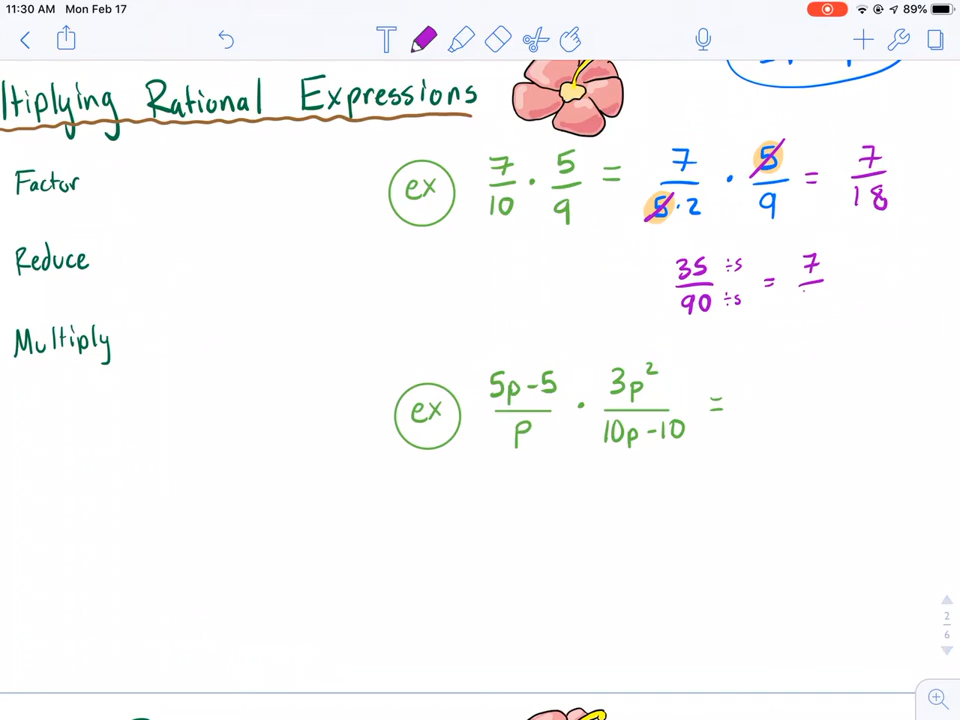 11:30 AM Mon Feb 17
89%
T
ltiplying Rational Expressions
Factor
Reduce
Multiply
ex 7/10 · 5/9 = 7/5·2 · 5/9 = 7/18
35/90 ÷5/÷5 = 7/
ex 5p-5/p · 3p²/10p-10 =
2/6